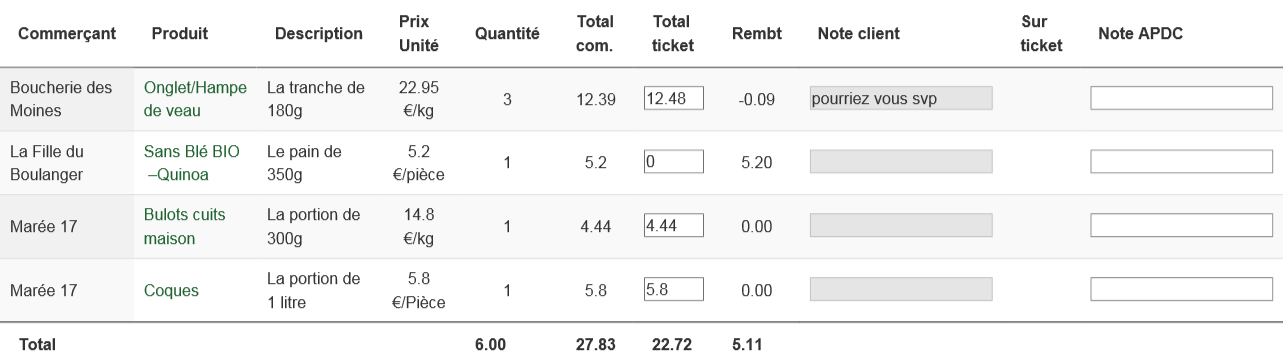 Commerçant Produit Description Prix Unité Quantité Total com. Total ticket Rembt Note client Sur ticket Note APDC
Boucherie des Moines Onglet/Hampe de veau La tranche de 180g 22.95 €/kg 3 12.39 12.48 -0.09 pourriez vous svp
La Fille du Boulanger Sans Blé BIO –Quinoa Le pain de 350g 5.2 €/pièce 1 5.2 0 5.20
Marée 17 Bulots cuits maison La portion de 300g 14.8 €/kg 1 4.44 4.44 0.00
Marée 17 Coques La portion de 1 litre 5.8 €/Pièce 1 5.8 5.8 0.00
Total 6.00 27.83 22.72 5.11